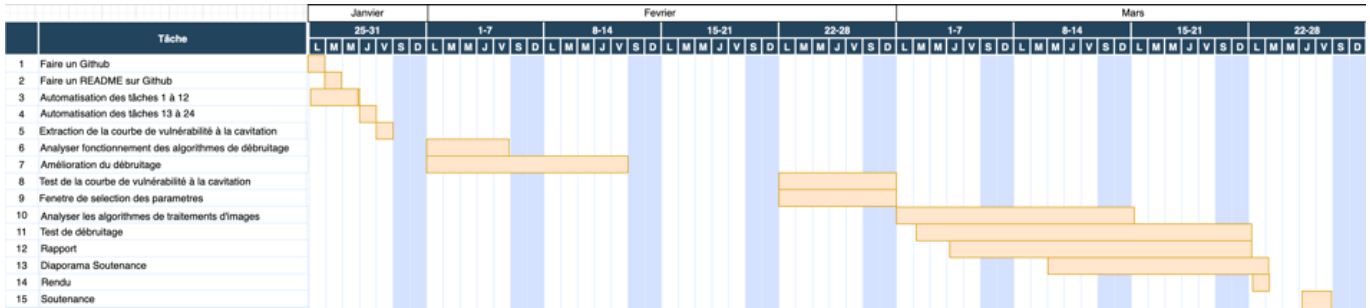 Janvier Fevrier Mars
Tâche 25-31 1-7 8-14 15-21 22-28 1-7 8-14 15-21 22-28
L M M J V S D L M M J V S D L M M J V S D L M M J V S D L M M J V S D L M M J V S D L M M J V S D L M M J V S D L M M J V S D
1 Faire un Github
2 Faire un README sur Github
3 Automatisation des tâches 1 à 12
4 Automatisation des tâches 13 à 24
5 Extraction de la courbe de vulnérabilité à la cavitation
6 Analyser fonctionnement des algorithmes de débruitage
7 Amélioration du débruitage
8 Test de la courbe de vulnérabilité à la cavitation
9 Fenetre de selection des parametres
10 Analyser les algorithmes de traitements d'images
11 Test de débruitage
12 Rapport
13 Diaporama Soutenance
14 Rendu
15 Soutenance